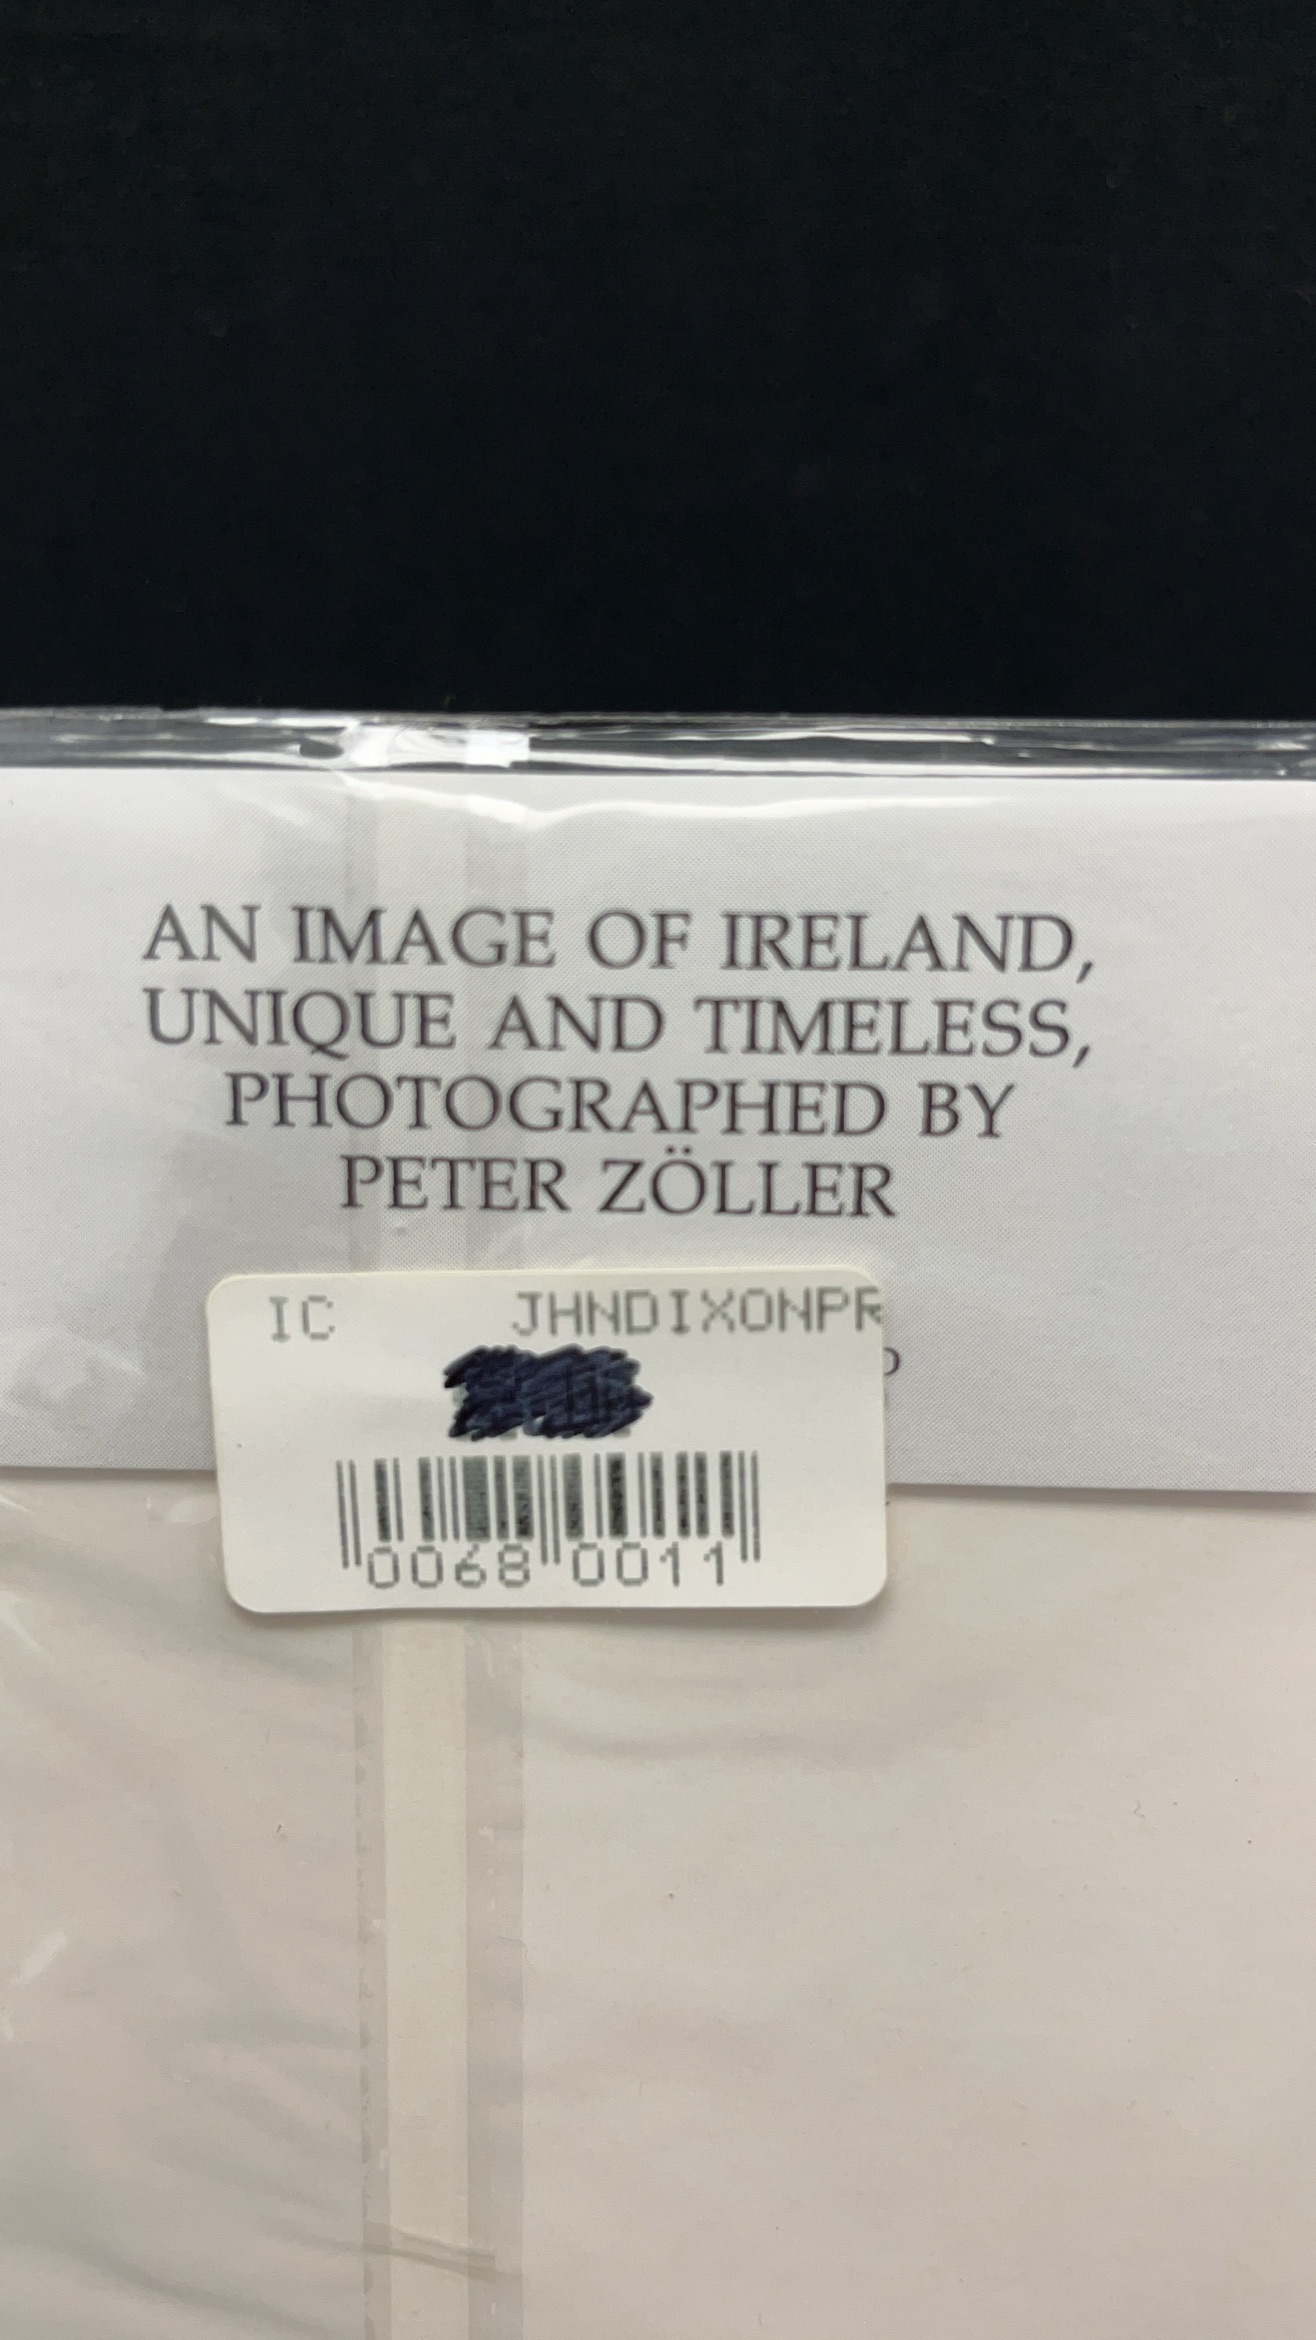 AN IMAGE OF IRELAND,
UNIQUE AND TIMELESS,
PHOTOGRAPHED BY
PETER ZÖLLER
IC JHNDIXONPR
0068 0011